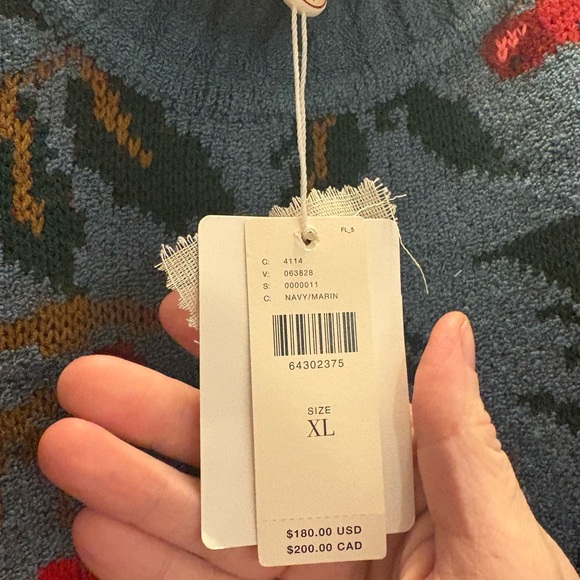 FL_5
C: 4114
V: 063828
S: 0000011
C: NAVY/MARIN
64302375
SIZE
XL
$180.00 USD
$200.00 CAD